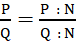 P/Q = P : N / Q : N